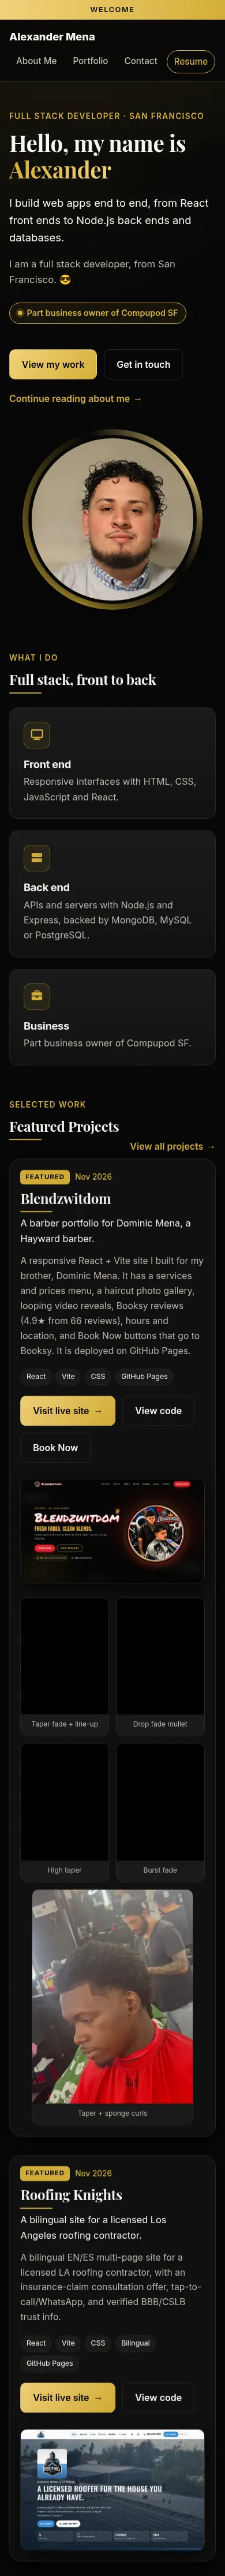 WELCOME
Alexander Mena
About Me Portfolio Contact Resume
FULL STACK DEVELOPER · SAN FRANCISCO
Hello, my name is
Alexander
I build web apps end to end, from React
front ends to Node.js back ends and
databases.
I am a full stack developer, from San
Francisco. 😎
Part business owner of Compupod SF
View my work Get in touch
Continue reading about me →
WHAT I DO
Full stack, front to back
Front end
Responsive interfaces with HTML, CSS,
JavaScript and React.
Back end
APIs and servers with Node.js and
Express, backed by MongoDB, MySQL
or PostgreSQL.
Business
Part business owner of Compupod SF.
SELECTED WORK
Featured Projects
View all projects →
FEATURED Nov 2026
Blendzwitdom
A barber portfolio for Dominic Mena, a
Hayward barber.
A responsive React + Vite site I built for my
brother, Dominic Mena. It has a services
and prices menu, a haircut photo gallery,
looping video reveals, Booksy reviews
(4.9★ from 66 reviews), hours and
location, and Book Now buttons that go to
Booksy. It is deployed on GitHub Pages.
React Vite CSS GitHub Pages
Visit live site → View code
Book Now
BLENDZWITDOM
FRESH FADES. CLEAN BLENDS.
Taper fade + line-up Drop fade mullet
High taper Burst fade
Taper + sponge curls
FEATURED Nov 2026
Roofing Knights
A bilingual site for a licensed Los
Angeles roofing contractor.
A bilingual EN/ES multi-page site for a
licensed LA roofing contractor, with an
insurance-claim consultation offer, tap-to-
call/WhatsApp, and verified BBB/CSLB
trust info.
React Vite CSS Bilingual
GitHub Pages
Visit live site → View code
A LICENSED ROOFER FOR THE HOUSE YOU
ALREADY HAVE.